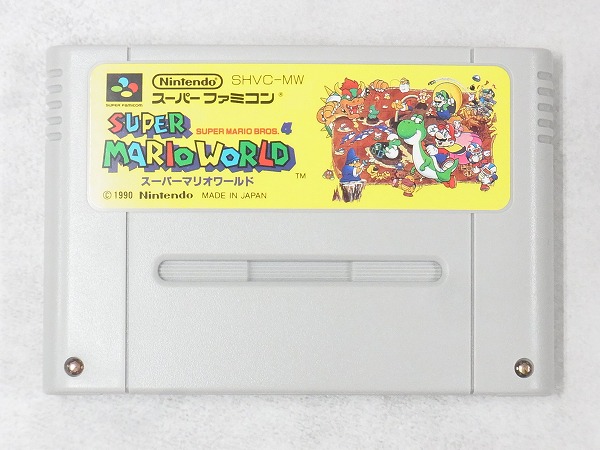 Nintendo SHVC-MW
SUPER FAMICOM スーパーファミコン®
SUPER SUPER MARIO BROS. 4
MARIO WORLD
スーパーマリオワールド TM
© 1990 Nintendo MADE IN JAPAN